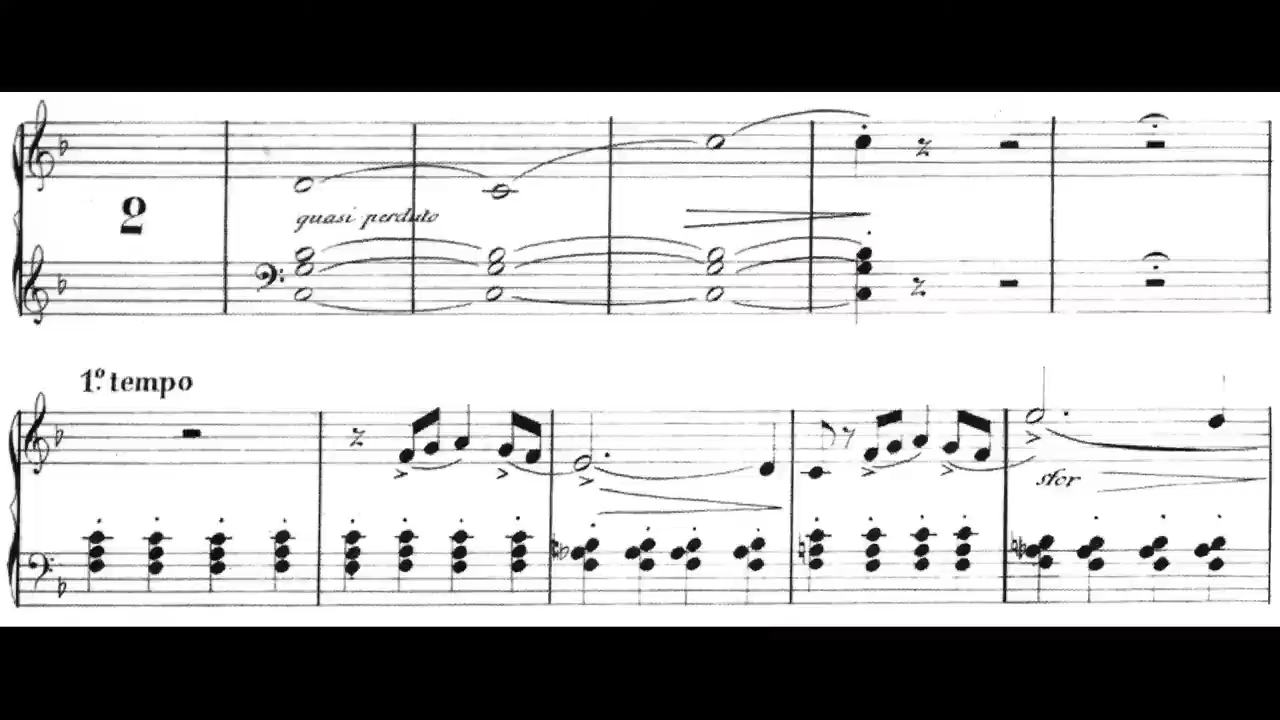 2
quasi perduto
1º tempo
sfor